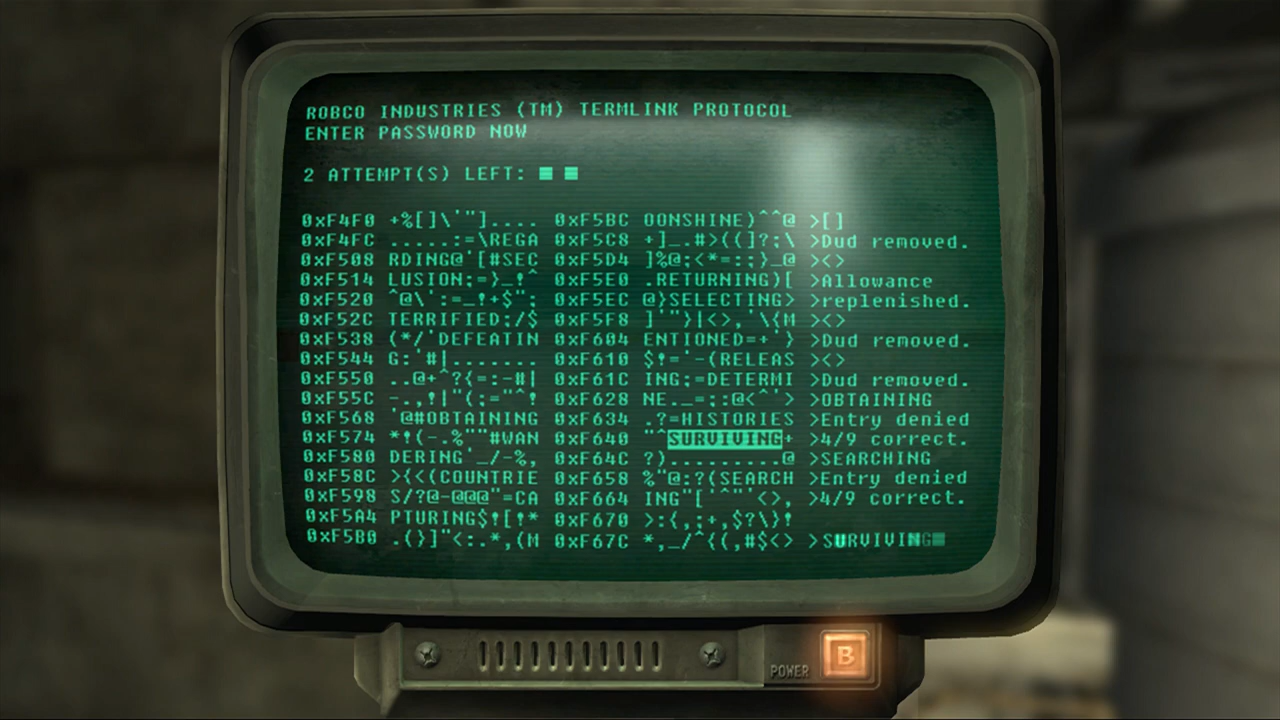 ROBCO INDUSTRIES (TM) TERMLINK PROTOCOL
ENTER PASSWORD NOW
2 ATTEMPT(S) LEFT: ■ ■
0xF4F0 +%[]\'"].... 0xF5BC OONSHINE)^^@ >[]
0xF4FC .....:=\REGA 0xF5C8 +]_.#>((]?;\ >Dud removed.
0xF508 RDING@'[#SEC 0xF5D4 ]%@;<*=:;}_@ ><>
0xF514 LUSION;=}_!^ 0xF5E0 .RETURNING)[ >Allowance
0xF520 ^@\':=_!+$"; 0xF5EC @}SELECTING> >replenished.
0xF52C TERRIFIED;/$ 0xF5F8 ]'"}|<>,'\{M ><>
0xF538 (*/'DEFEATIN 0xF604 ENTIONED=+'} >Dud removed.
0xF544 G:'#|....... 0xF610 $!='-(RELEAS ><>
0xF550 ..@+^?{=:-#| 0xF61C ING;=DETERMI >Dud removed.
0xF55C -.,!|"(;="^! 0xF628 NE._=;:@<^'> >OBTAINING
0xF568 '@#OBTAINING 0xF634 .?=HISTORIES >Entry denied
0xF574 *!(-.%""#WAN 0xF640 "^SURVIVING+ >4/9 correct.
0xF580 DERING'_/-%, 0xF64C ?).........@ >SEARCHING
0xF58C >{<(COUNTRIE 0xF658 %"@:?(SEARCH >Entry denied
0xF598 S/?@-@@@"=CA 0xF664 ING"['^"'<>, >4/9 correct.
0xF5A4 PTURING$![!* 0xF670 >:{,;+,$?\}!
0xF5B0 .(}]"<:.*,(M 0xF67C *,_/^{(,#$<> >SURVIVING■
POWER B